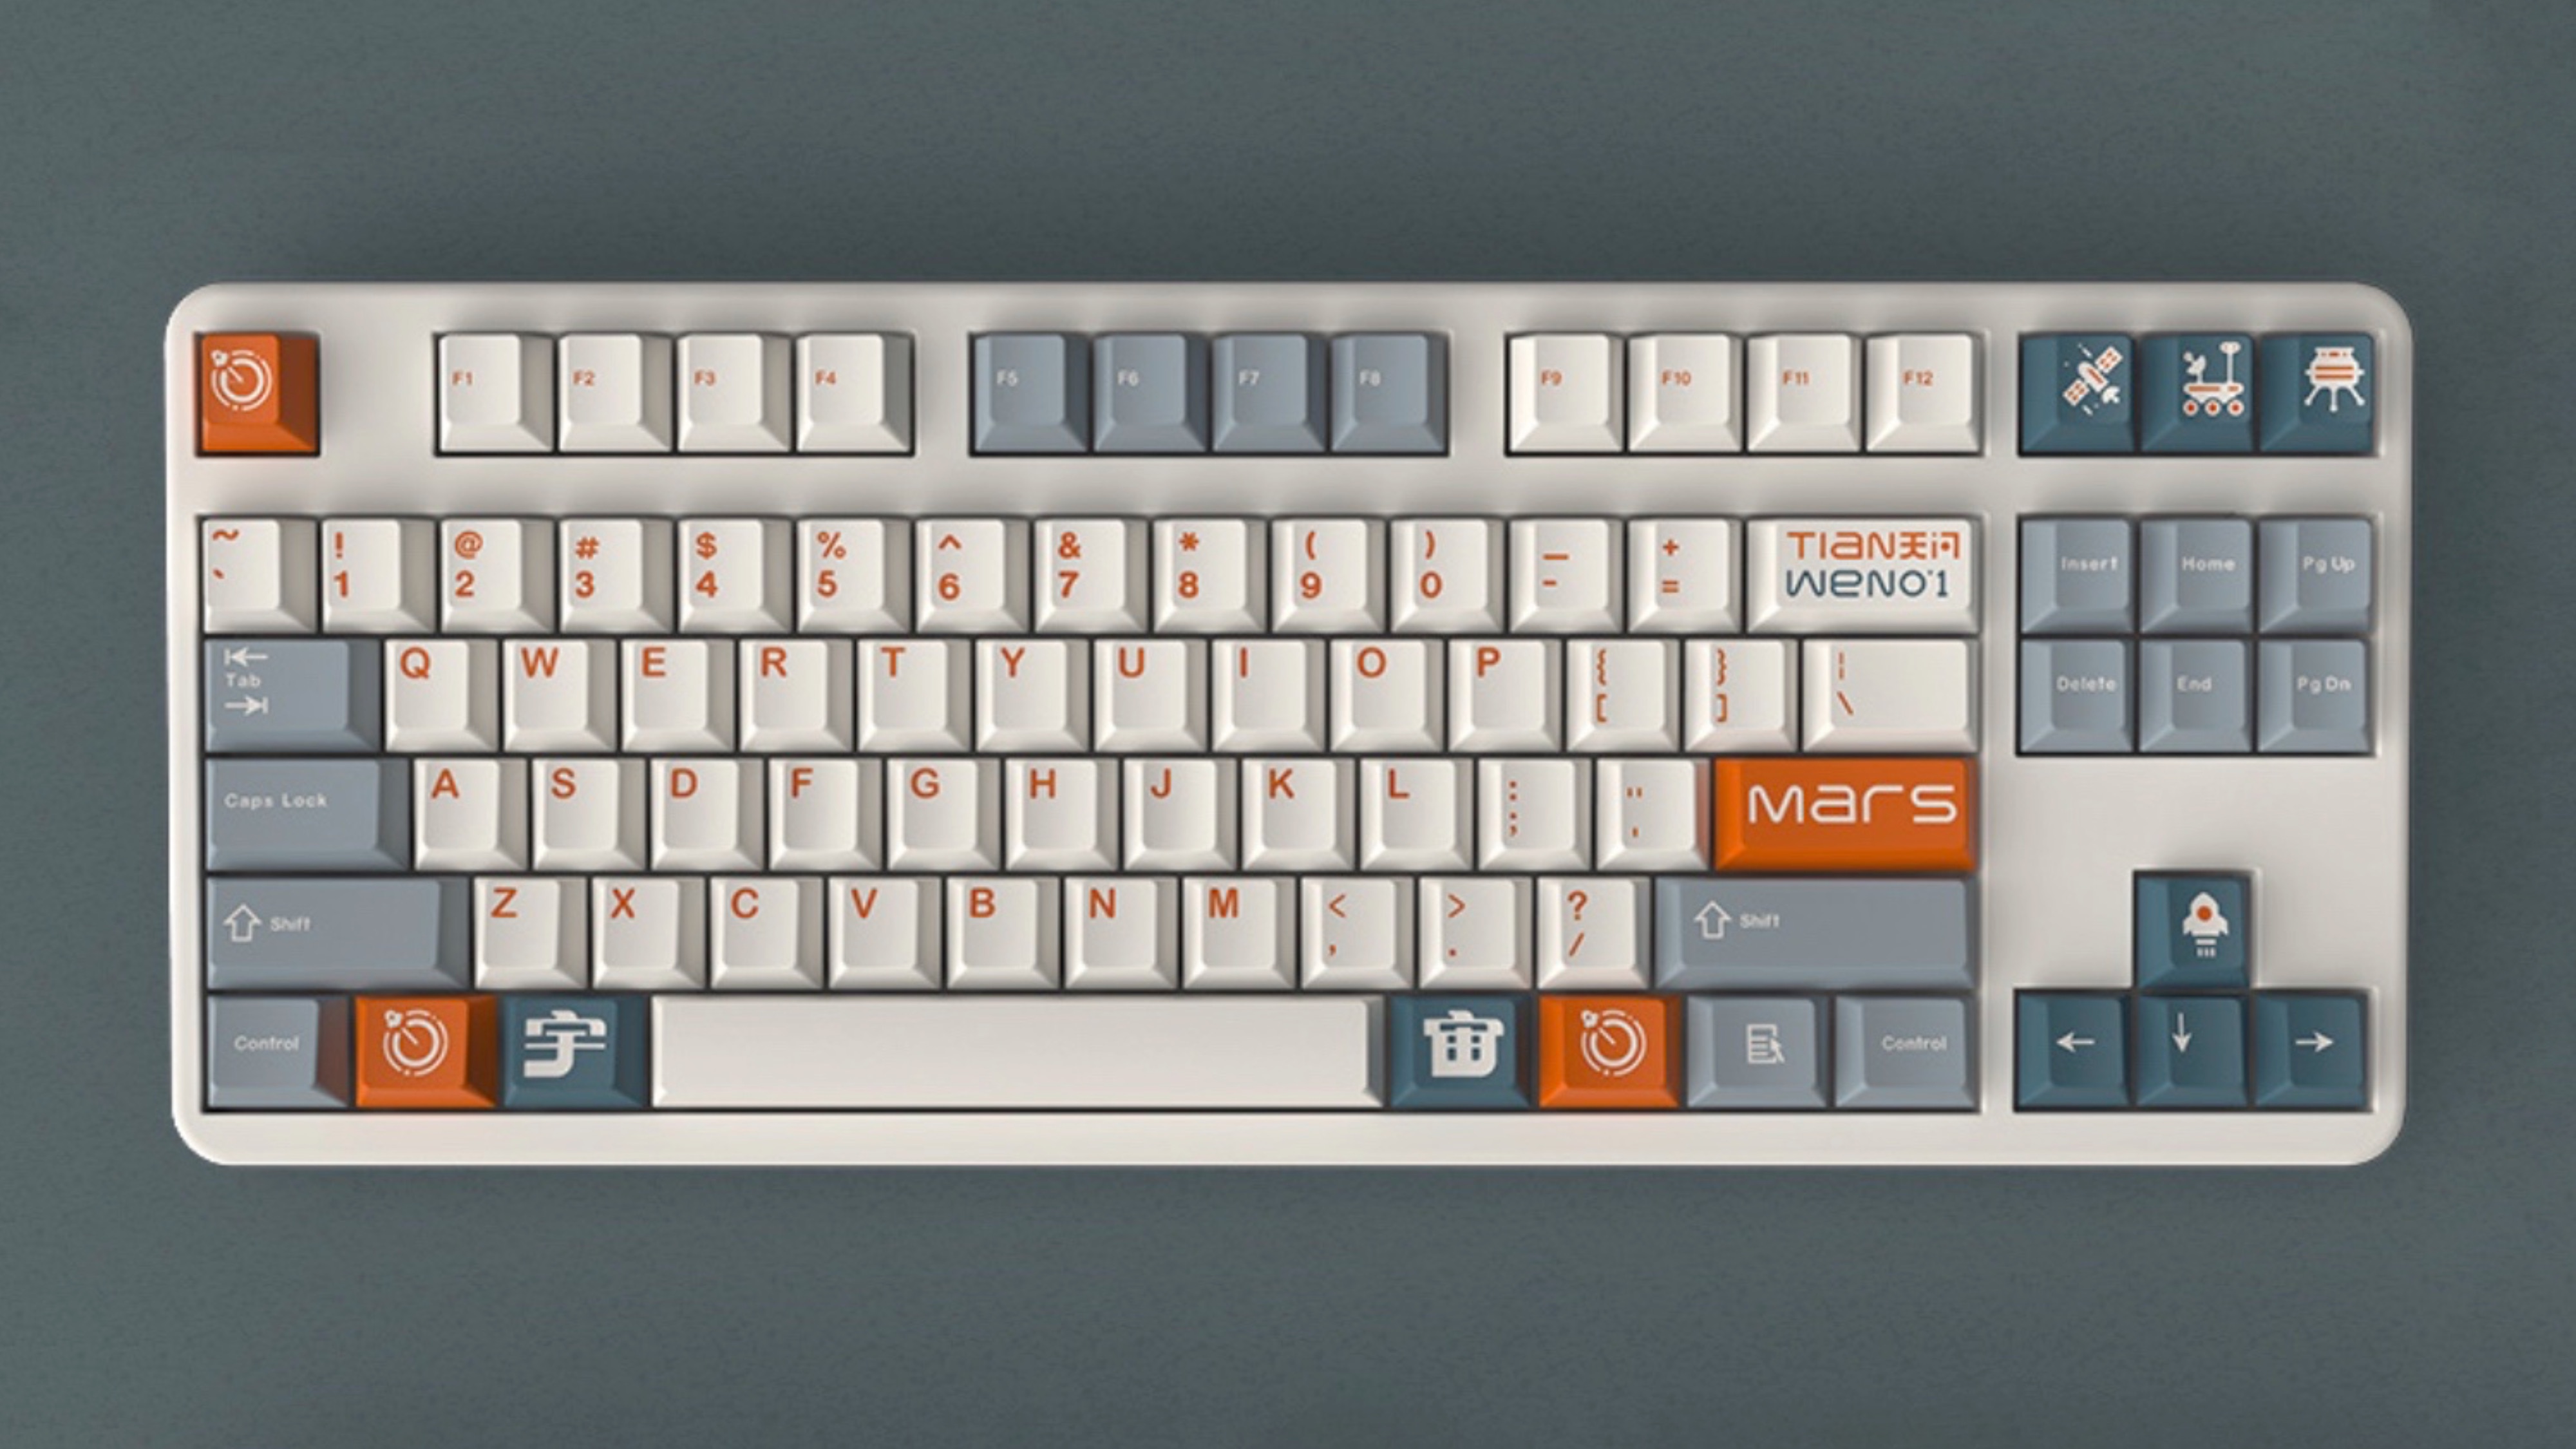 F1 F2 F3 F4 F5 F6 F7 F8 F9 F10 F11 F12
~ ! @ # $ % ^ & * ( ) _ + TIAN天问
` 1 2 3 4 5 6 7 8 9 0 - = WENO·1
Insert Home Pg Up
Tab Q W E R T Y U I O P { } |
[ ] \
Delete End Pg Dn
Caps Lock A S D F G H J K L : " Mars
; '
Shift Z X C V B N M < > ? Shift
, . /
Control 宇 宙 Control
← ↓ →